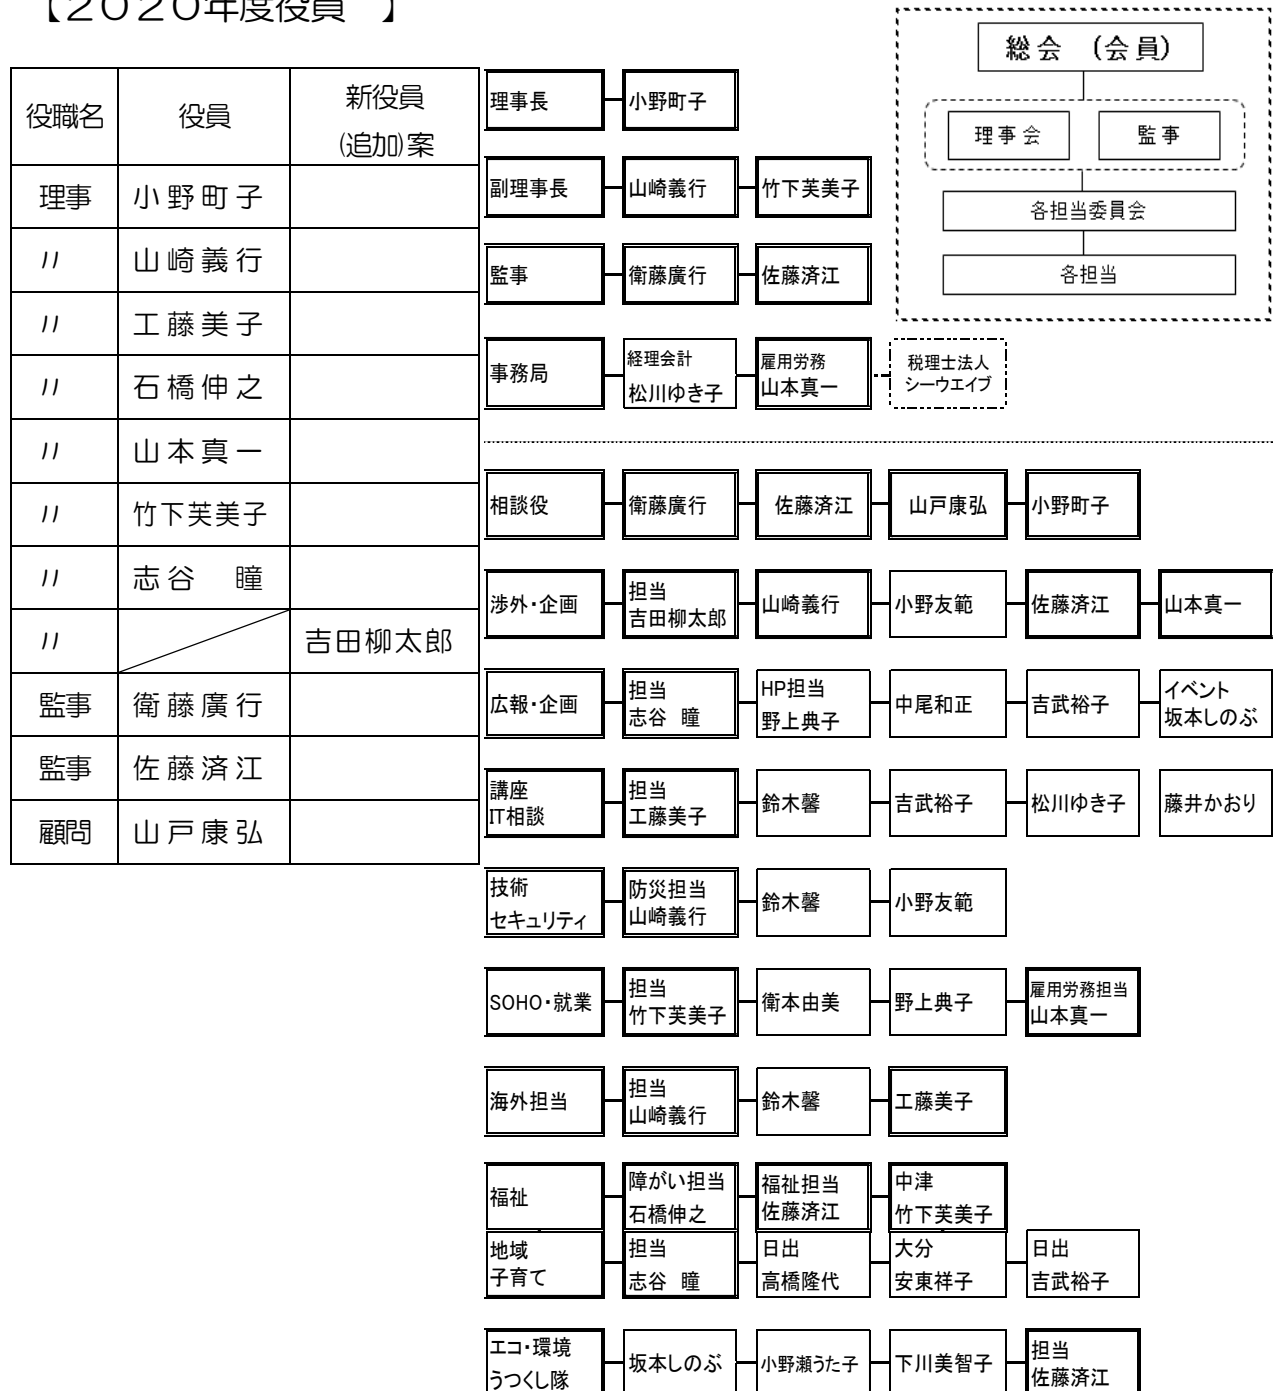 【２０２０年度役員　】
役職名 役員 新役員
(追加)案
理事 小野町子
〃 山崎義行
〃 工藤美子
〃 石橋伸之
〃 山本真一
〃 竹下芙美子
〃 志谷　瞳
〃 吉田柳太郎
監事 衛藤廣行
監事 佐藤済江
顧問 山戸康弘
総会 （会員）
理事会 監事
各担当委員会
各担当
理事長 小野町子
副理事長 山崎義行 竹下芙美子
監事 衛藤廣行 佐藤済江
事務局
経理会計
松川ゆき子
雇用労務
山本真一
税理士法人
シーウエイブ
相談役 衛藤廣行 佐藤済江 山戸康弘 小野町子
渉外・企画
担当
吉田柳太郎
山崎義行 小野友範 佐藤済江 山本真一
広報・企画
担当
志谷　瞳
HP担当
野上典子
中尾和正 吉武裕子
イベント
坂本しのぶ
講座
IT相談
担当
工藤美子
鈴木馨 吉武裕子 松川ゆき子 藤井かおり
技術
セキュリティ
防災担当
山崎義行
鈴木馨 小野友範
SOHO・就業
担当
竹下芙美子
衛本由美 野上典子
雇用労務担当
山本真一
海外担当
担当
山崎義行
鈴木馨 工藤美子
福祉
障がい担当
石橋伸之
福祉担当
佐藤済江
中津
竹下芙美子
地域
子育て
担当
志谷　瞳
日出
高橋隆代
大分
安東祥子
日出
吉武裕子
エコ・環境
うつくし隊
坂本しのぶ 小野瀬うた子 下川美智子
担当
佐藤済江